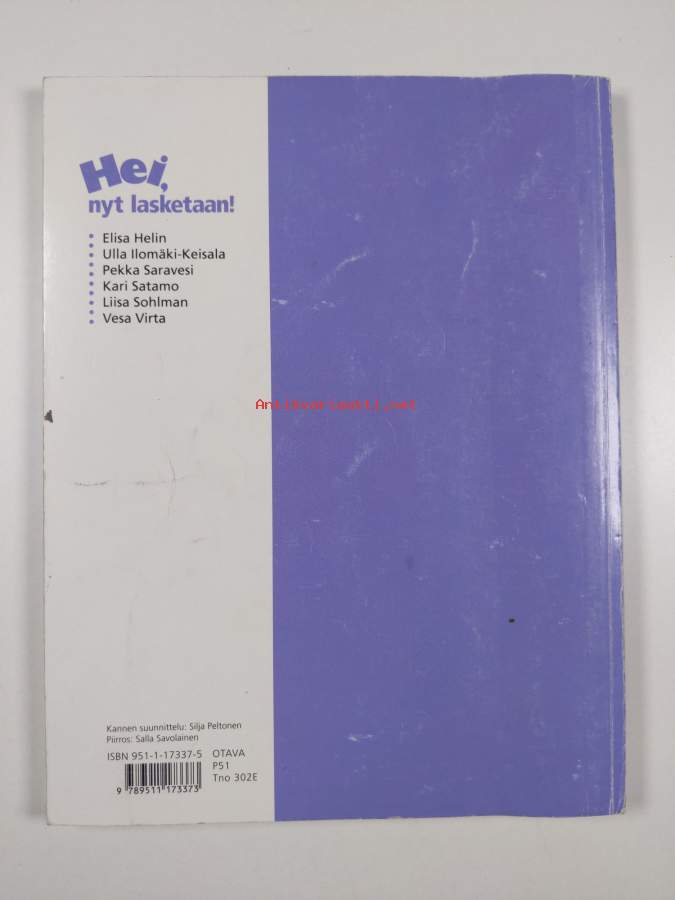 Hei,
nyt lasketaan!
Elisa Helin
Ulla Ilomäki-Keisala
Pekka Saravesi
Kari Satamo
Liisa Sohlman
Vesa Virta
Antikvariaatti.net
Kannen suunnittelu: Silja Peltonen
Piirros: Salla Savolainen
ISBN 951-1-17337-5 OTAVA
P51
Tno 302E
9 789511 173373